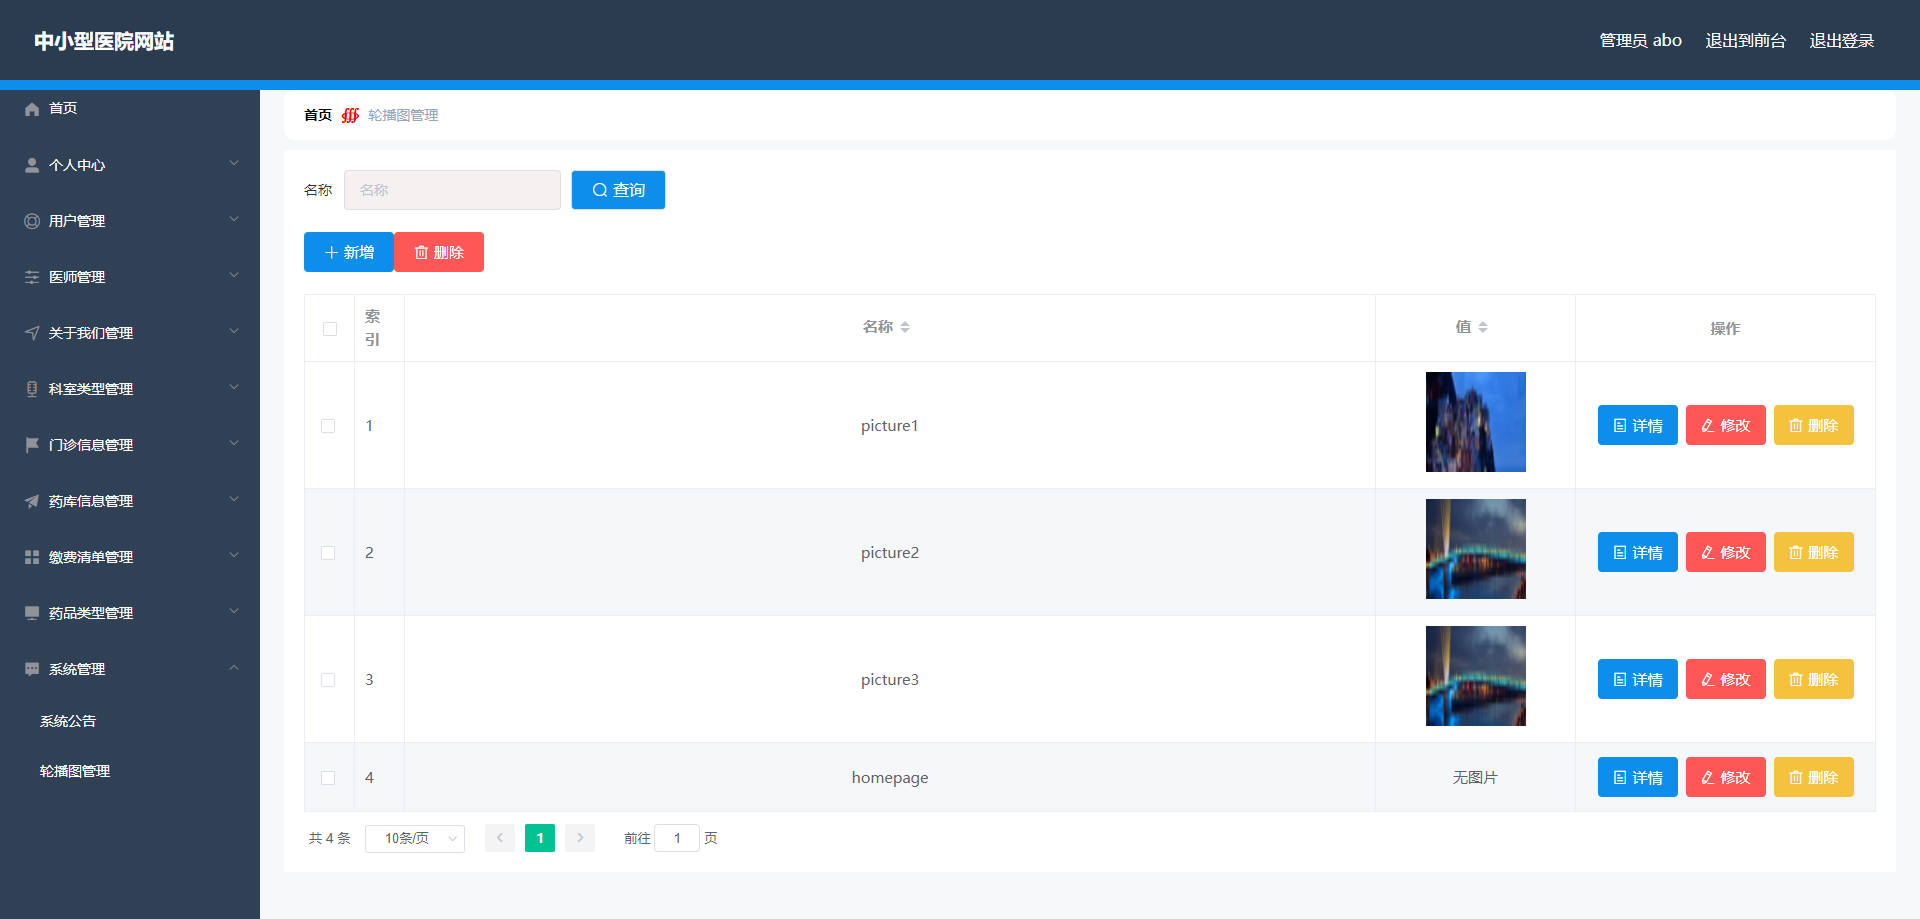 中小型医院网站
管理员 abo 退出到前台 退出登录
首页
个人中心
用户管理
医师管理
关于我们管理
科室类型管理
门诊信息管理
药库信息管理
缴费清单管理
药品类型管理
系统管理
系统公告
轮播图管理
首页 轮播图管理
名称 名称 查询
新增 删除
索引 名称 值 操作
1 picture1 详情 修改 删除
2 picture2 详情 修改 删除
3 picture3 详情 修改 删除
4 homepage 无图片 详情 修改 删除
共 4 条 10条/页 1 前往 1 页